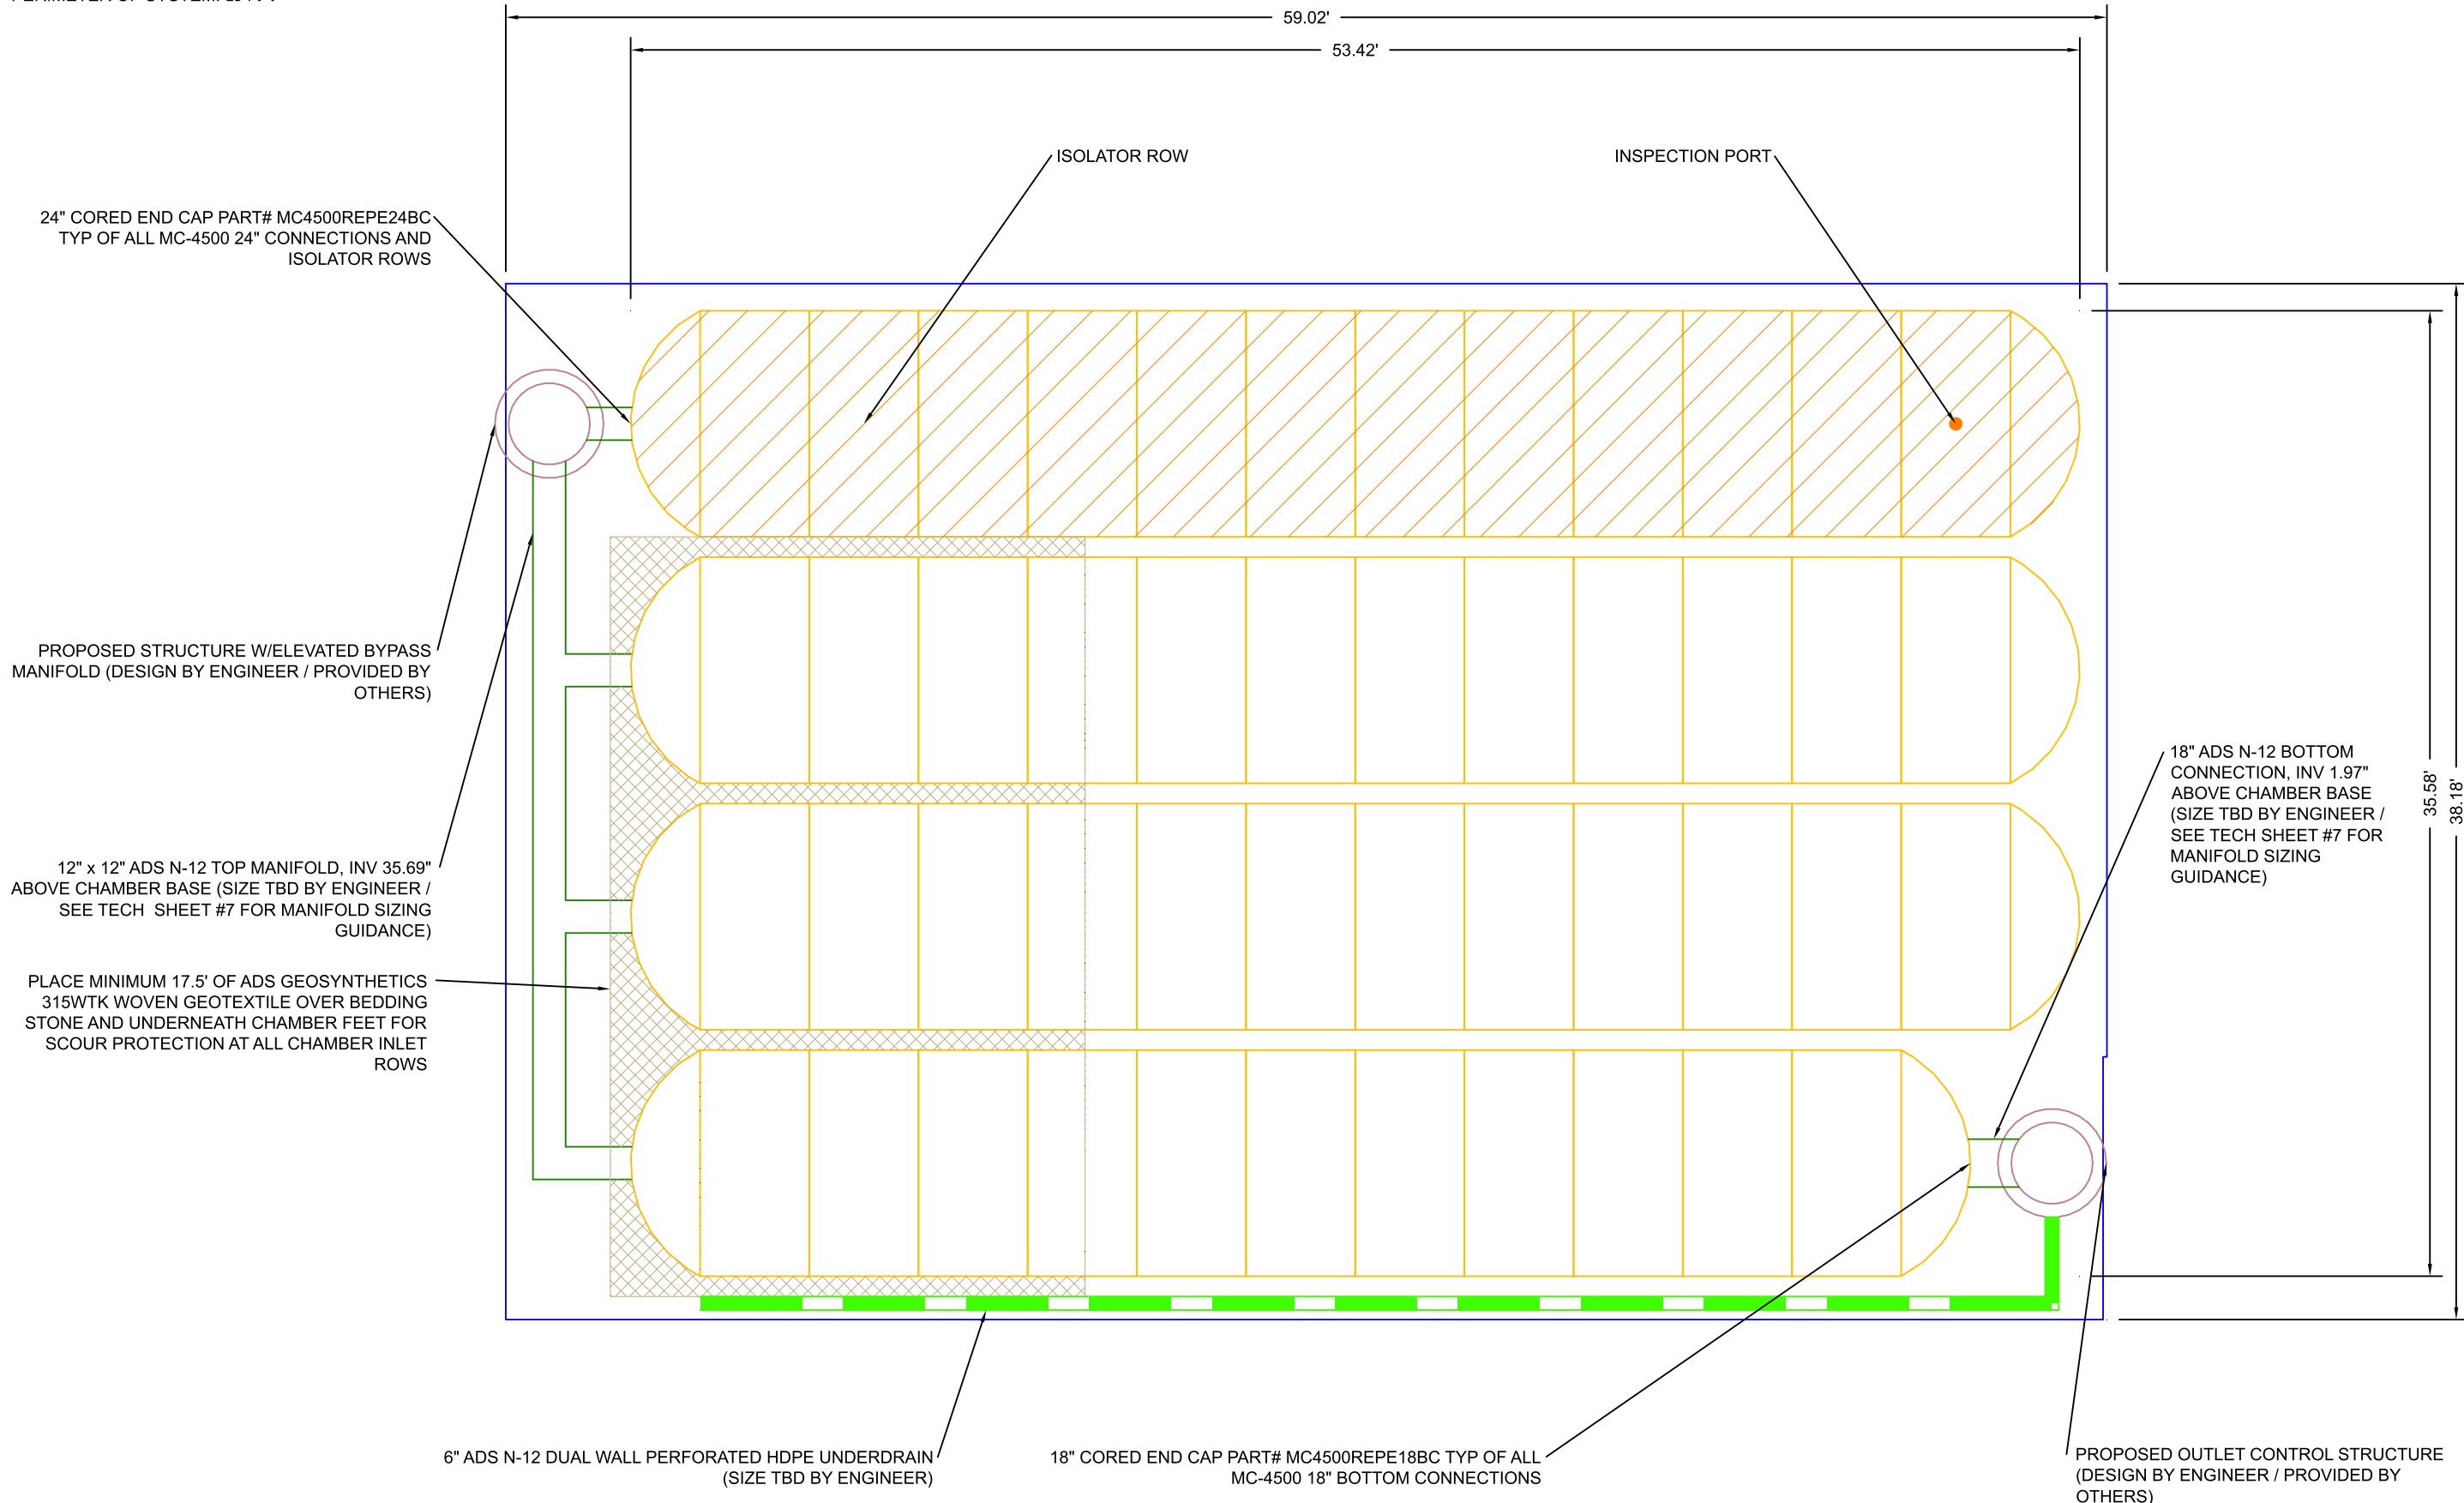 59.02'
53.42'
ISOLATOR ROW
INSPECTION PORT
24" CORED END CAP PART# MC4500REPE24BC
TYP OF ALL MC-4500 24" CONNECTIONS AND
ISOLATOR ROWS
PROPOSED STRUCTURE W/ELEVATED BYPASS
MANIFOLD (DESIGN BY ENGINEER / PROVIDED BY
OTHERS)
12" x 12" ADS N-12 TOP MANIFOLD, INV 35.69"
ABOVE CHAMBER BASE (SIZE TBD BY ENGINEER /
SEE TECH SHEET #7 FOR MANIFOLD SIZING
GUIDANCE)
PLACE MINIMUM 17.5' OF ADS GEOSYNTHETICS
315WTK WOVEN GEOTEXTILE OVER BEDDING
STONE AND UNDERNEATH CHAMBER FEET FOR
SCOUR PROTECTION AT ALL CHAMBER INLET
ROWS
18" ADS N-12 BOTTOM
CONNECTION, INV 1.97"
ABOVE CHAMBER BASE
(SIZE TBD BY ENGINEER /
SEE TECH SHEET #7 FOR
MANIFOLD SIZING
GUIDANCE)
35.58'
38.18'
6" ADS N-12 DUAL WALL PERFORATED HDPE UNDERDRAIN
(SIZE TBD BY ENGINEER)
18" CORED END CAP PART# MC4500REPE18BC TYP OF ALL
MC-4500 18" BOTTOM CONNECTIONS
PROPOSED OUTLET CONTROL STRUCTURE
(DESIGN BY ENGINEER / PROVIDED BY
OTHERS)